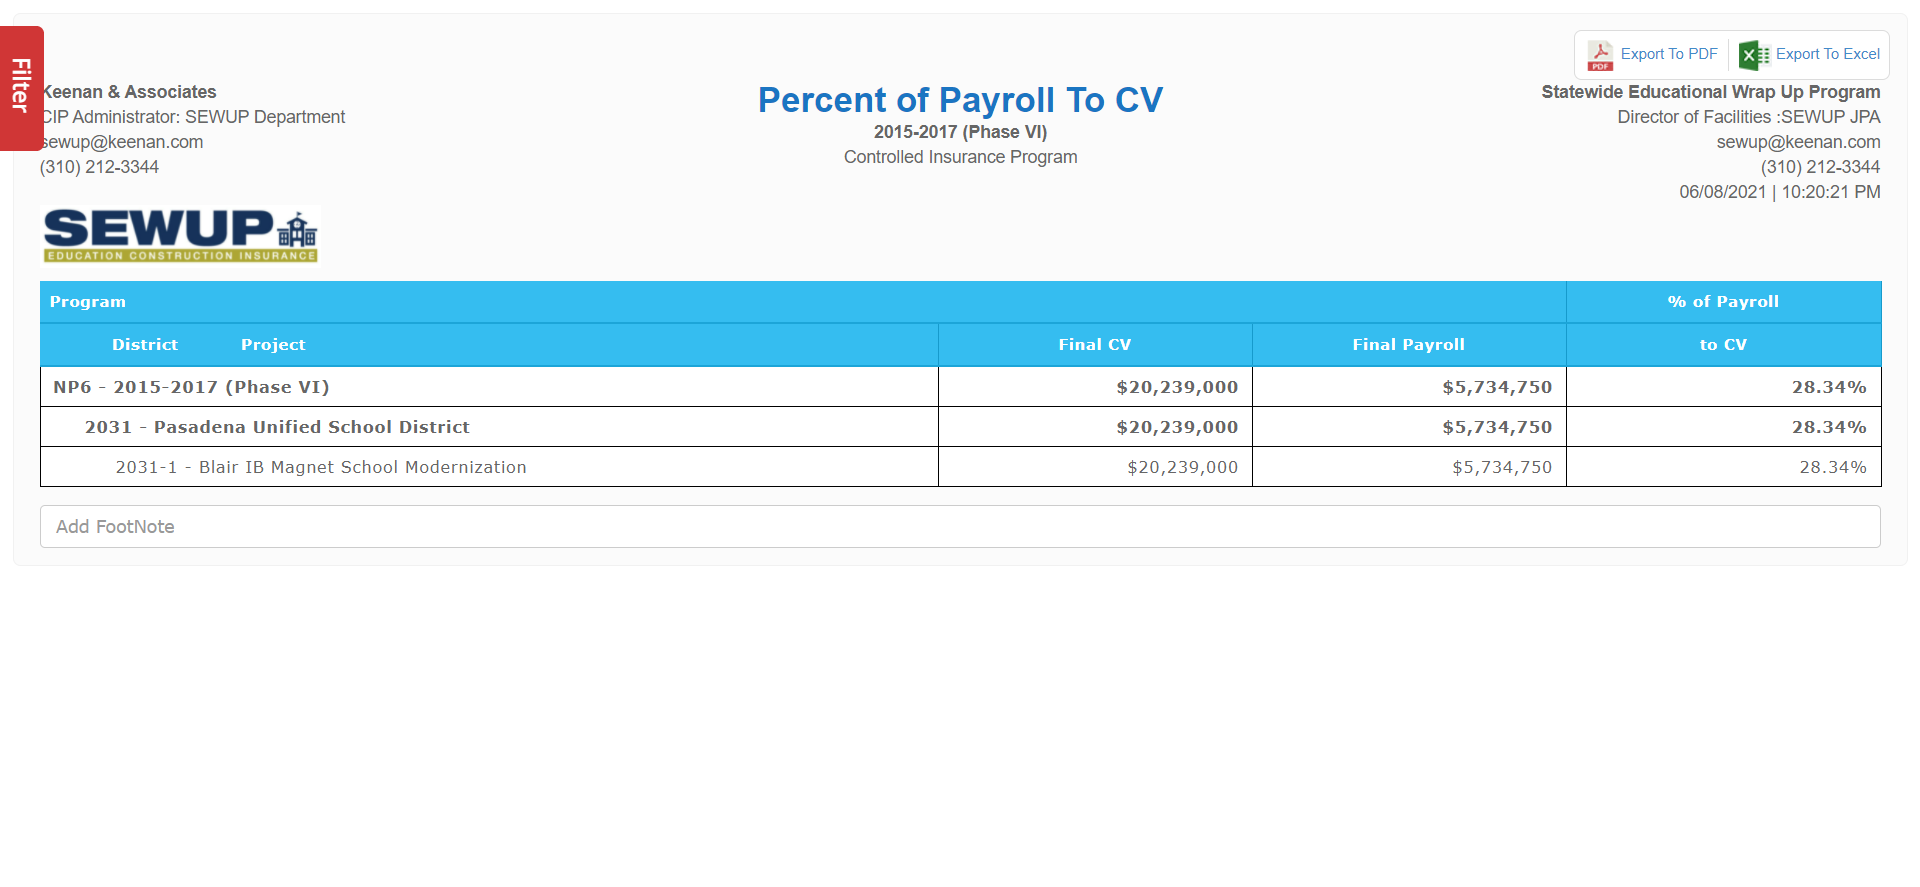 Filter
Export To PDF
Export To Excel
Keenan & Associates
CIP Administrator: SEWUP Department
sewup@keenan.com
(310) 212-3344
Percent of Payroll To CV
2015-2017 (Phase VI)
Controlled Insurance Program
Statewide Educational Wrap Up Program
Director of Facilities :SEWUP JPA
sewup@keenan.com
(310) 212-3344
06/08/2021 | 10:20:21 PM
SEWUP
EDUCATION CONSTRUCTION INSURANCE
Program % of Payroll
District Project Final CV Final Payroll to CV
NP6 - 2015-2017 (Phase VI) $20,239,000 $5,734,750 28.34%
2031 - Pasadena Unified School District $20,239,000 $5,734,750 28.34%
2031-1 - Blair IB Magnet School Modernization $20,239,000 $5,734,750 28.34%
Add FootNote